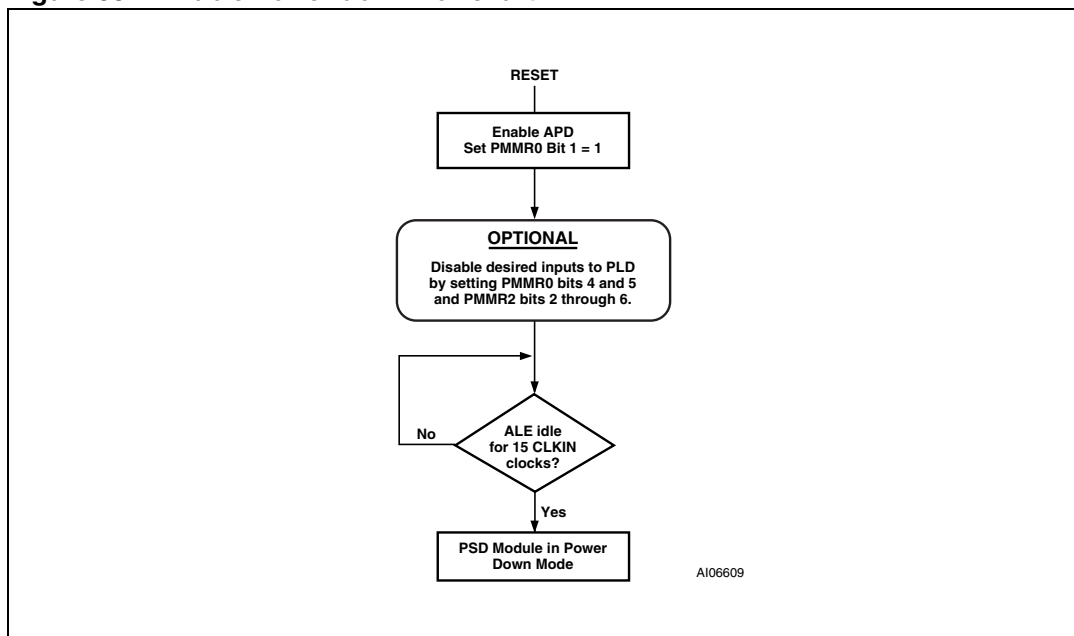 RESET
Enable APD
Set PMMR0 Bit 1 = 1
OPTIONAL
Disable desired inputs to PLD
by setting PMMR0 bits 4 and 5
and PMMR2 bits 2 through 6.
No
ALE idle
for 15 CLKIN
clocks?
Yes
PSD Module in Power
Down Mode
AI06609